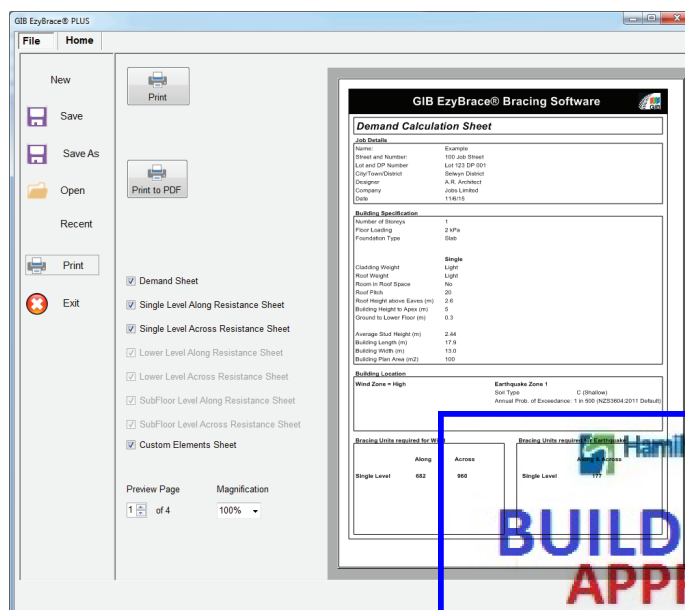 GIB EzyBrace® PLUS
File Home
New
Save
Save As
Open
Recent
Print
Exit
Print
Print to PDF
Demand Sheet
Single Level Along Resistance Sheet
Single Level Across Resistance Sheet
Lower Level Along Resistance Sheet
Lower Level Across Resistance Sheet
SubFloor Level Along Resistance Sheet
SubFloor Level Across Resistance Sheet
Custom Elements Sheet
Preview Page Magnification
1 of 4 100%
GIB EzyBrace® Bracing Software
GIB
Demand Calculation Sheet
Job Details
Name: Example
Street and Number: 100 Job Street
Lot and DP Number Lot 123 DP 001
City/Town/District Selwyn District
Designer A.R. Architect
Company Jobs Limited
Date 11/6/15
Building Specification
Number of Storeys 1
Floor Loading 2 kPa
Foundation Type Slab
Single
Cladding Weight Light
Roof Weight Light
Room in Roof Space No
Roof Pitch 20
Roof Height above Eaves (m) 2.6
Building Height to Apex (m) 5
Ground to Lower Floor (m) 0.3
Average Stud Height (m) 2.44
Building Length (m) 17.9
Building Width (m) 13.0
Building Plan Area (m2) 100
Building Location
Wind Zone = High Earthquake Zone 1
Soil Type C (Shallow)
Annual Prob. of Exceedance: 1 in 500 (NZS3604:2011 Default)
Bracing Units required for Wind
Along Across
Single Level 682 960
Bracing Units required for Earthquake
Along & Across
Single Level 177
Hamil
BUILD
APP